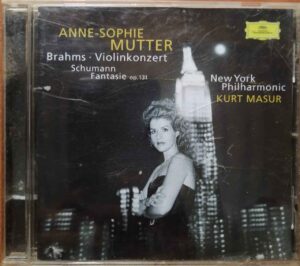 ANNE-SOPHIE
MUTTER
Brahms · Violinkonzert
Schumann
Fantasie op. 131
New York
Philharmonic
KURT MASUR